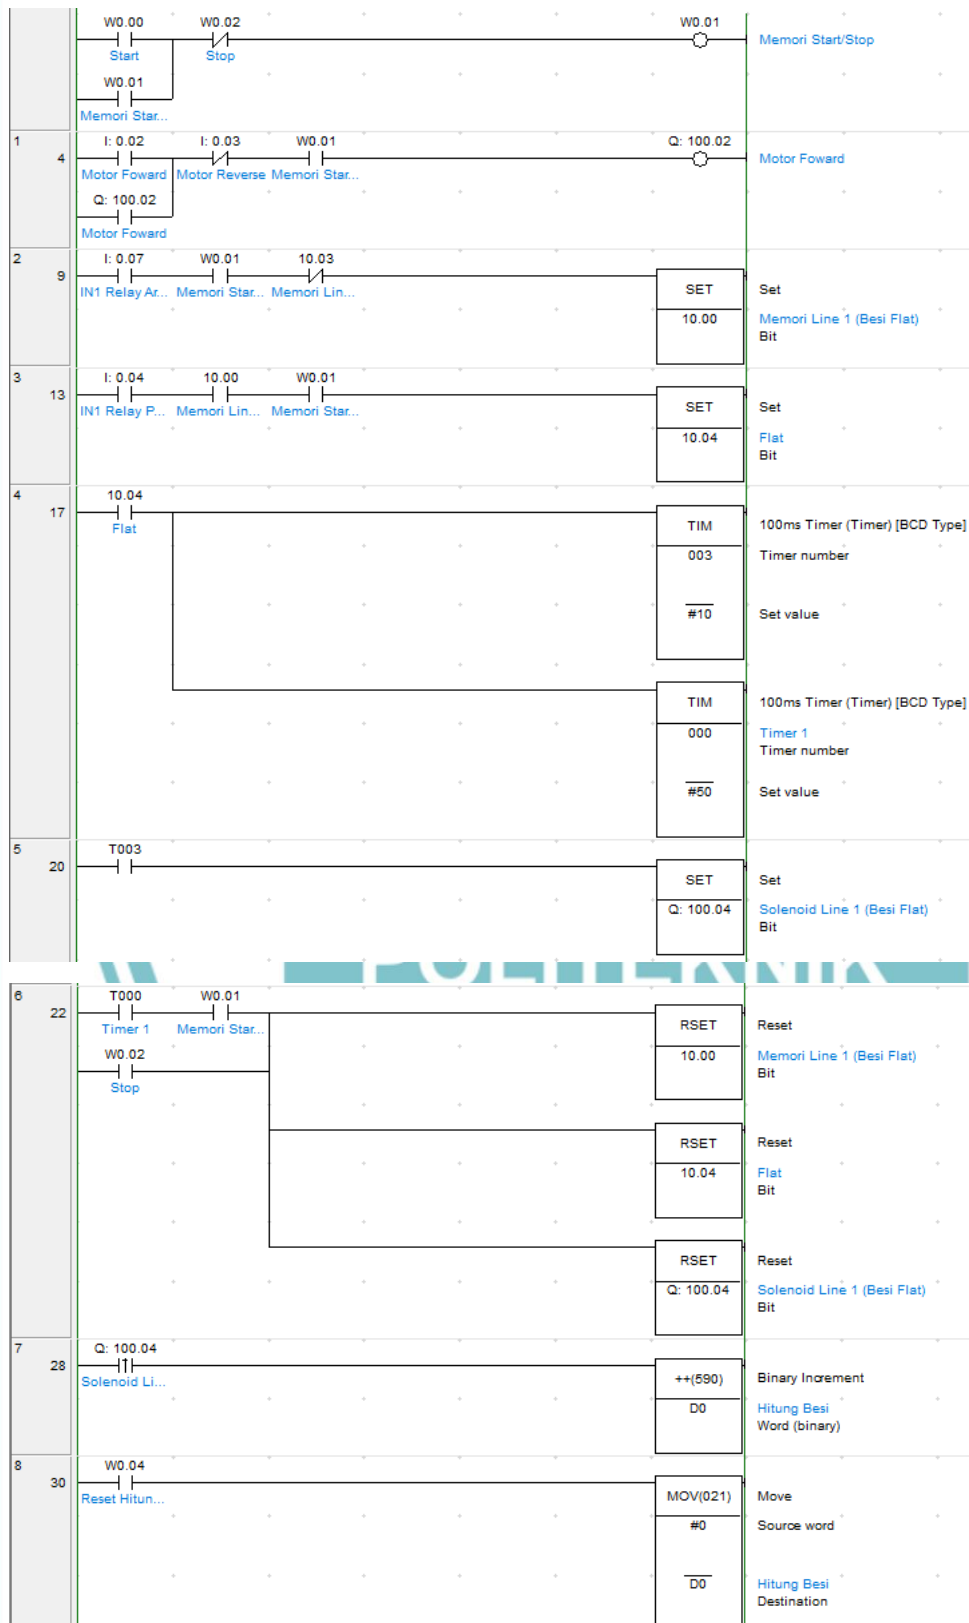 W0.00 W0.02 W0.01
Start Stop Memori Start/Stop
W0.01
Memori Star...
1 I: 0.02 I: 0.03 W0.01 Q: 100.02
4 Motor Foward
Motor Foward Motor Reverse Memori Star...
Q: 100.02
Motor Foward
2 I: 0.07 W0.01 10.03
9
IN1 Relay Ar... Memori Star... Memori Lin... SET Set
10.00 Memori Line 1 (Besi Flat)
Bit
3 I: 0.04 10.00 W0.01
13
IN1 Relay P... Memori Lin... Memori Star... SET Set
10.04 Flat
Bit
4 10.04
17
Flat TIM 100ms Timer (Timer) [BCD Type]
003 Timer number
#10 Set value
TIM 100ms Timer (Timer) [BCD Type]
000 Timer 1
Timer number
#50 Set value
5 T003
20
SET Set
Q: 100.04 Solenoid Line 1 (Besi Flat)
Bit
POLITEKNIK
6 T000 W0.01
22
Timer 1 Memori Star... RSET Reset
W0.02 10.00 Memori Line 1 (Besi Flat)
Bit
Stop
RSET Reset
10.04 Flat
Bit
RSET Reset
Q: 100.04 Solenoid Line 1 (Besi Flat)
Bit
7 Q: 100.04
28
Solenoid Li... ++(590) Binary Increment
D0 Hitung Besi
Word (binary)
8 W0.04
30
Reset Hitun... MOV(021) Move
#0 Source word
D0 Hitung Besi
Destination